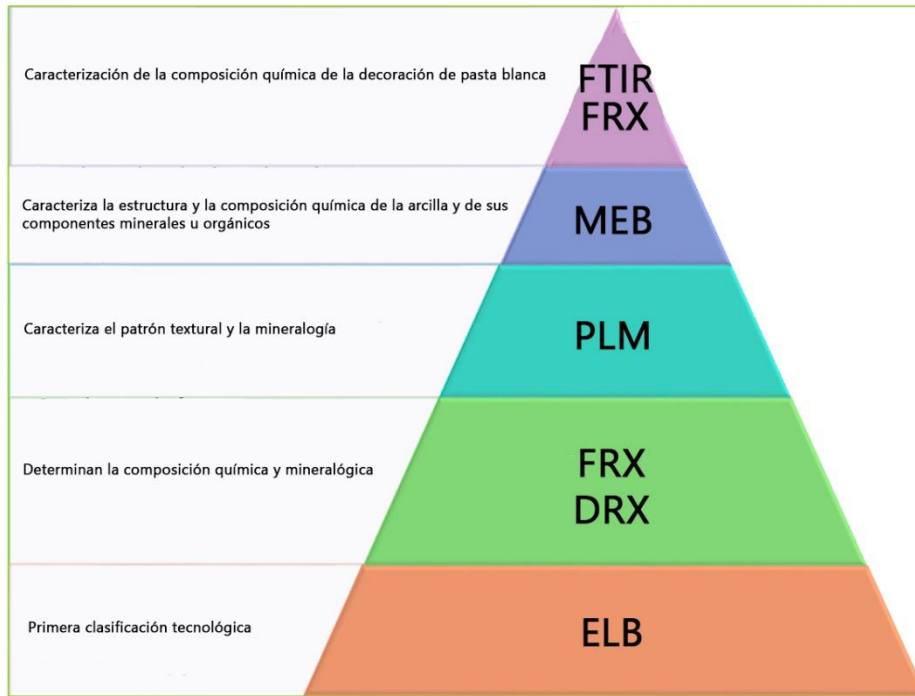 Caracterización de la composición química de la decoración de pasta blanca
FTIR
FRX
Caracteriza la estructura y la composición química de la arcilla y de sus
componentes minerales u orgánicos
MEB
Caracteriza el patrón textural y la mineralogía
PLM
Determinan la composición química y mineralógica
FRX
DRX
Primera clasificación tecnológica
ELB